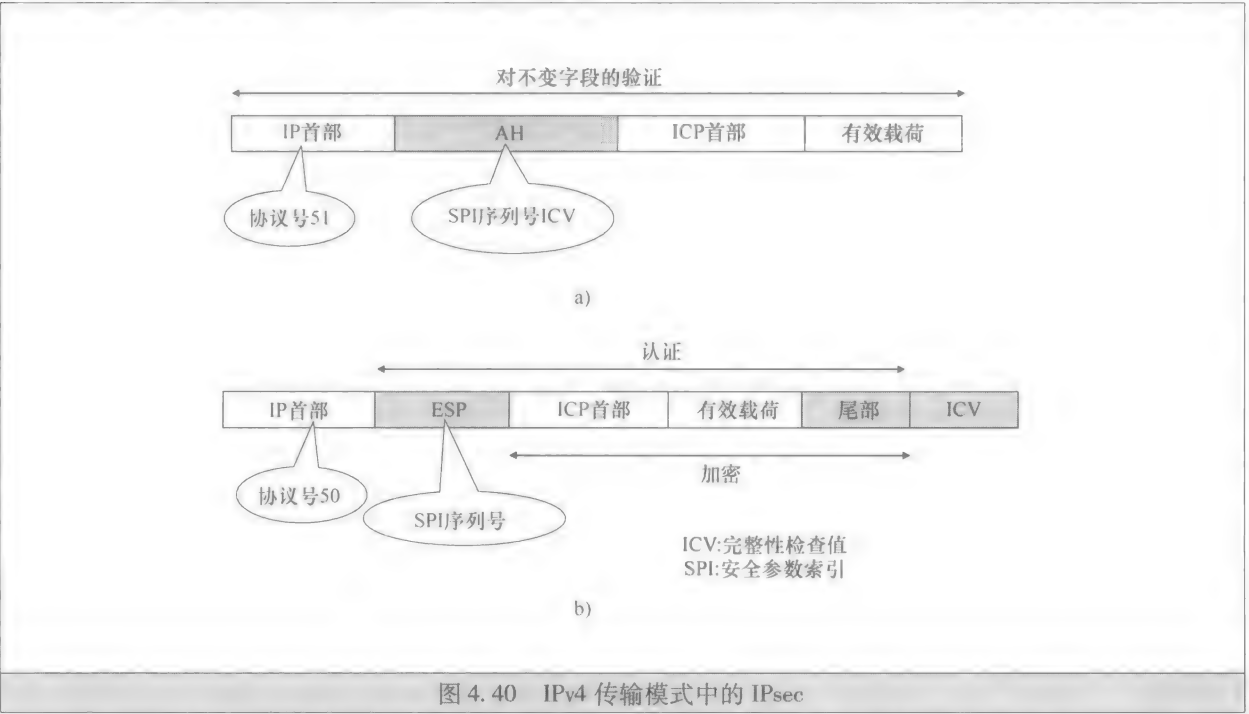 对不变字段的验证
IP首部 AH ICP首部 有效载荷
协议号51 SPI序列号ICV
a)
认证
IP首部 ESP ICP首部 有效载荷 尾部 ICV
加密
协议号50 SPI序列号
ICV:完整性检查值
SPI:安全参数索引
b)
图 4.40 IPv4 传输模式中的 IPsec